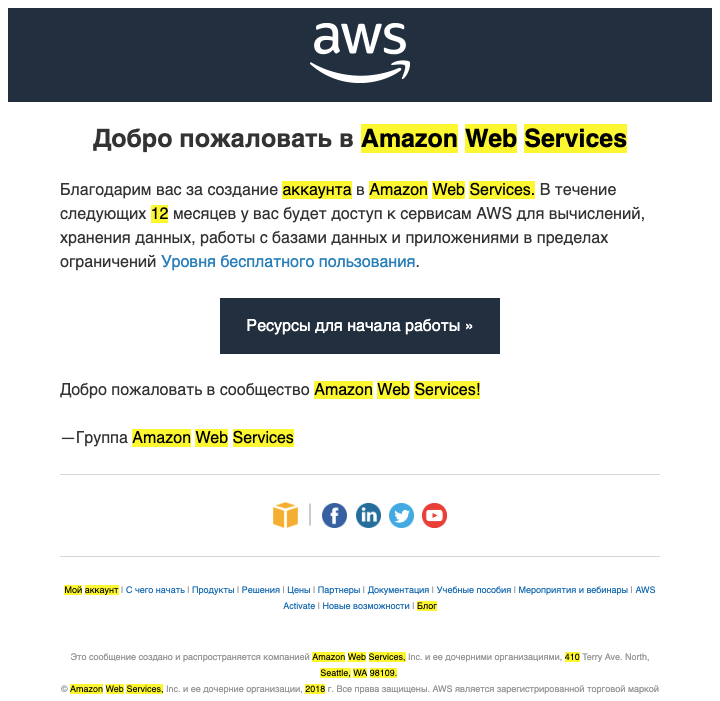 aws
Добро пожаловать в Amazon Web Services
Благодарим вас за создание аккаунта в Amazon Web Services. В течение
следующих 12 месяцев у вас будет доступ к сервисам AWS для вычислений,
хранения данных, работы с базами данных и приложениями в пределах
ограничений Уровня бесплатного пользования.
Ресурсы для начала работы »
Добро пожаловать в сообщество Amazon Web Services!
—Группа Amazon Web Services
Мой аккаунт | С чего начать | Продукты | Решения | Цены | Партнеры | Документация | Учебные пособия | Мероприятия и вебинары | AWS
Activate | Новые возможности | Блог
Это сообщение создано и распространяется компанией Amazon Web Services, Inc. и ее дочерними организациями, 410 Terry Ave. North,
Seattle, WA 98109.
© Amazon Web Services, Inc. и ее дочерние организации, 2018 г. Все права защищены. AWS является зарегистрированной торговой маркой